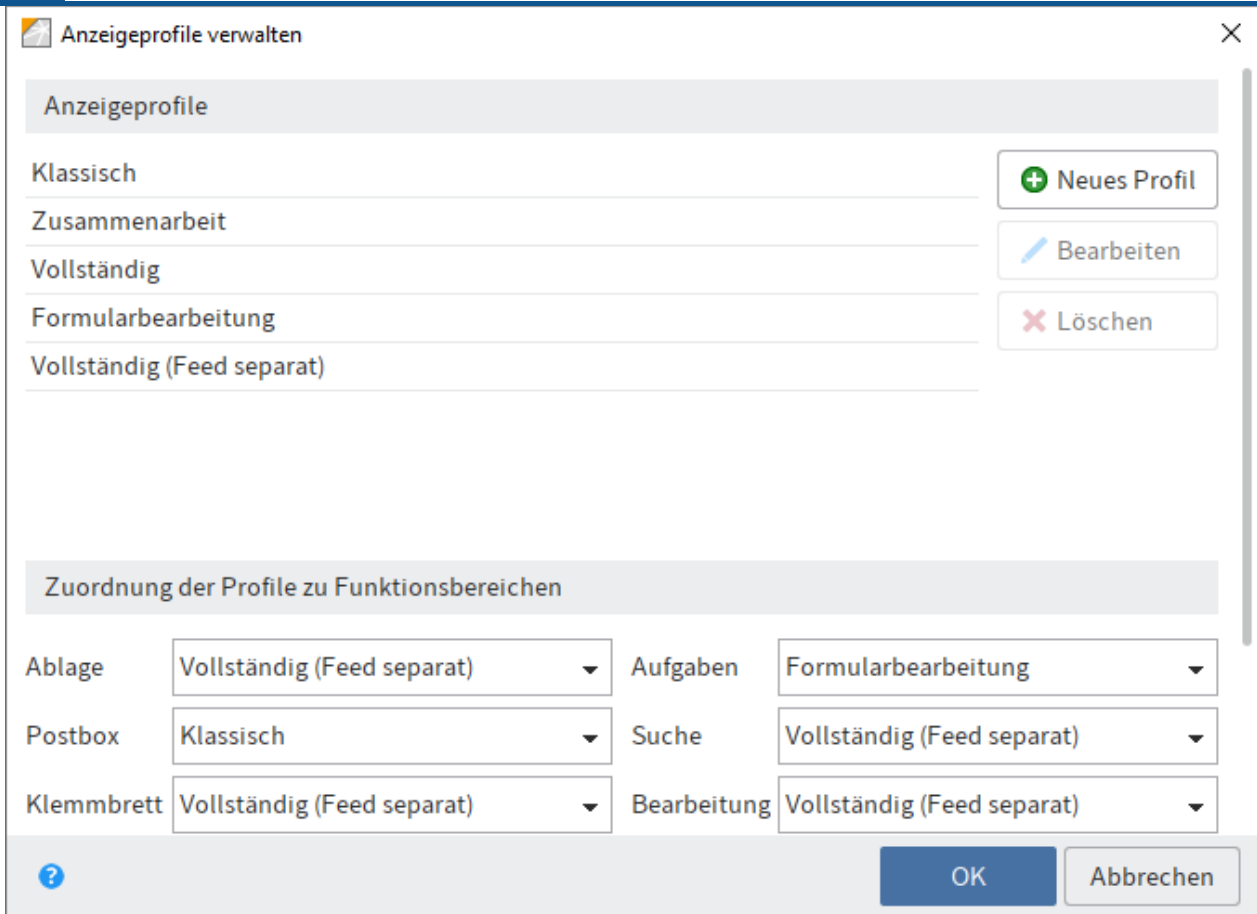 Anzeigeprofile verwalten
Anzeigeprofile
Klassisch
Zusammenarbeit
Vollständig
Formularbearbeitung
Vollständig (Feed separat)
Neues Profil
Bearbeiten
Löschen
Zuordnung der Profile zu Funktionsbereichen
Ablage Vollständig (Feed separat) Aufgaben Formularbearbeitung
Postbox Klassisch Suche Vollständig (Feed separat)
Klemmbrett Vollständig (Feed separat) Bearbeitung Vollständig (Feed separat)
? OK Abbrechen